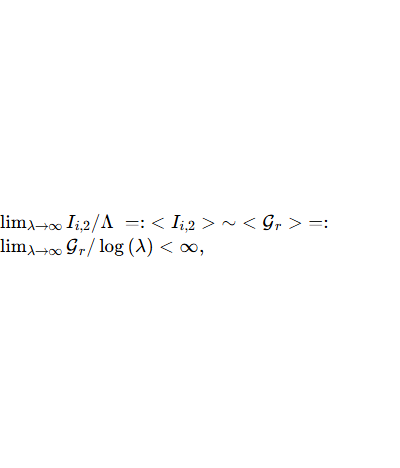 lim_{λ→∞} I_{i,2}/Λ =: < I_{i,2} > ∼ < 𝒢_r > =:
lim_{λ→∞} 𝒢_r/ log (λ) < ∞,